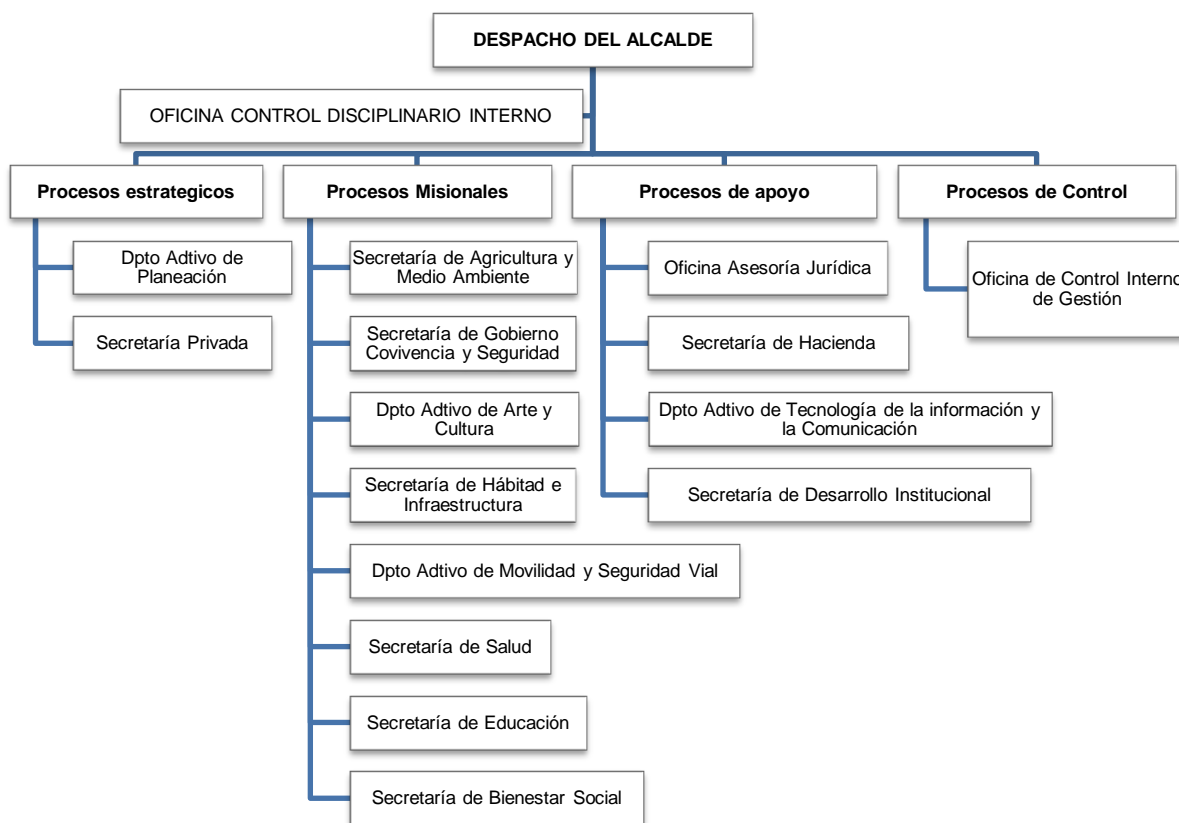 DESPACHO DEL ALCALDE
OFICINA CONTROL DISCIPLINARIO INTERNO
Procesos estrategicos
Dpto Adtivo de
Planeación
Secretaría Privada
Procesos Misionales
Secretaría de Agricultura y
Medio Ambiente
Secretaría de Gobierno
Covivencia y Seguridad
Dpto Adtivo de Arte y
Cultura
Secretaría de Hábitad e
Infraestructura
Dpto Adtivo de Movilidad y Seguridad Vial
Secretaría de Salud
Secretaría de Educación
Secretaría de Bienestar Social
Procesos de apoyo
Oficina Asesoría Jurídica
Secretaría de Hacienda
Dpto Adtivo de Tecnología de la información y
la Comunicación
Secretaría de Desarrollo Institucional
Procesos de Control
Oficina de Control Interno
de Gestión